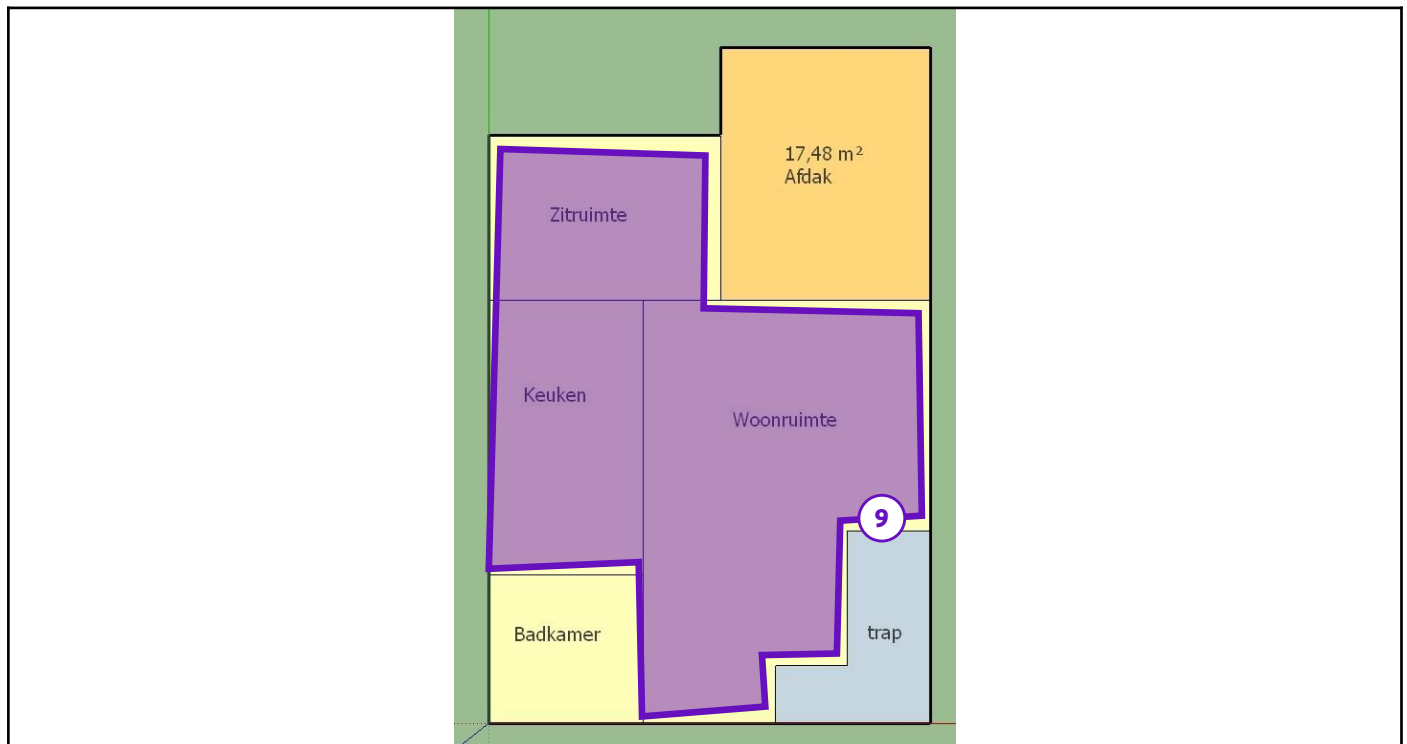 17,48 m²
Afdak
Zitruimte
Keuken
Woonruimte
9
Badkamer
trap